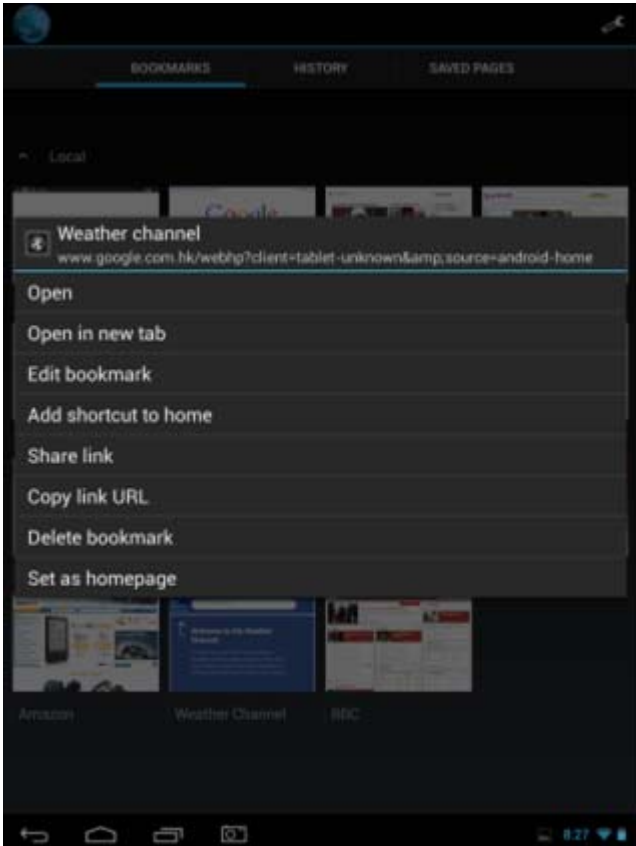 BOOKMARKS HISTORY SAVED PAGES
Local
Google
Weather channel
www.google.com.hk/webhp?client=tablet-unknown&amp;source=android-home
Open
Open in new tab
Edit bookmark
Add shortcut to home
Share link
Copy link URL
Delete bookmark
Set as homepage
Amazon Weather Channel BBC
8:27